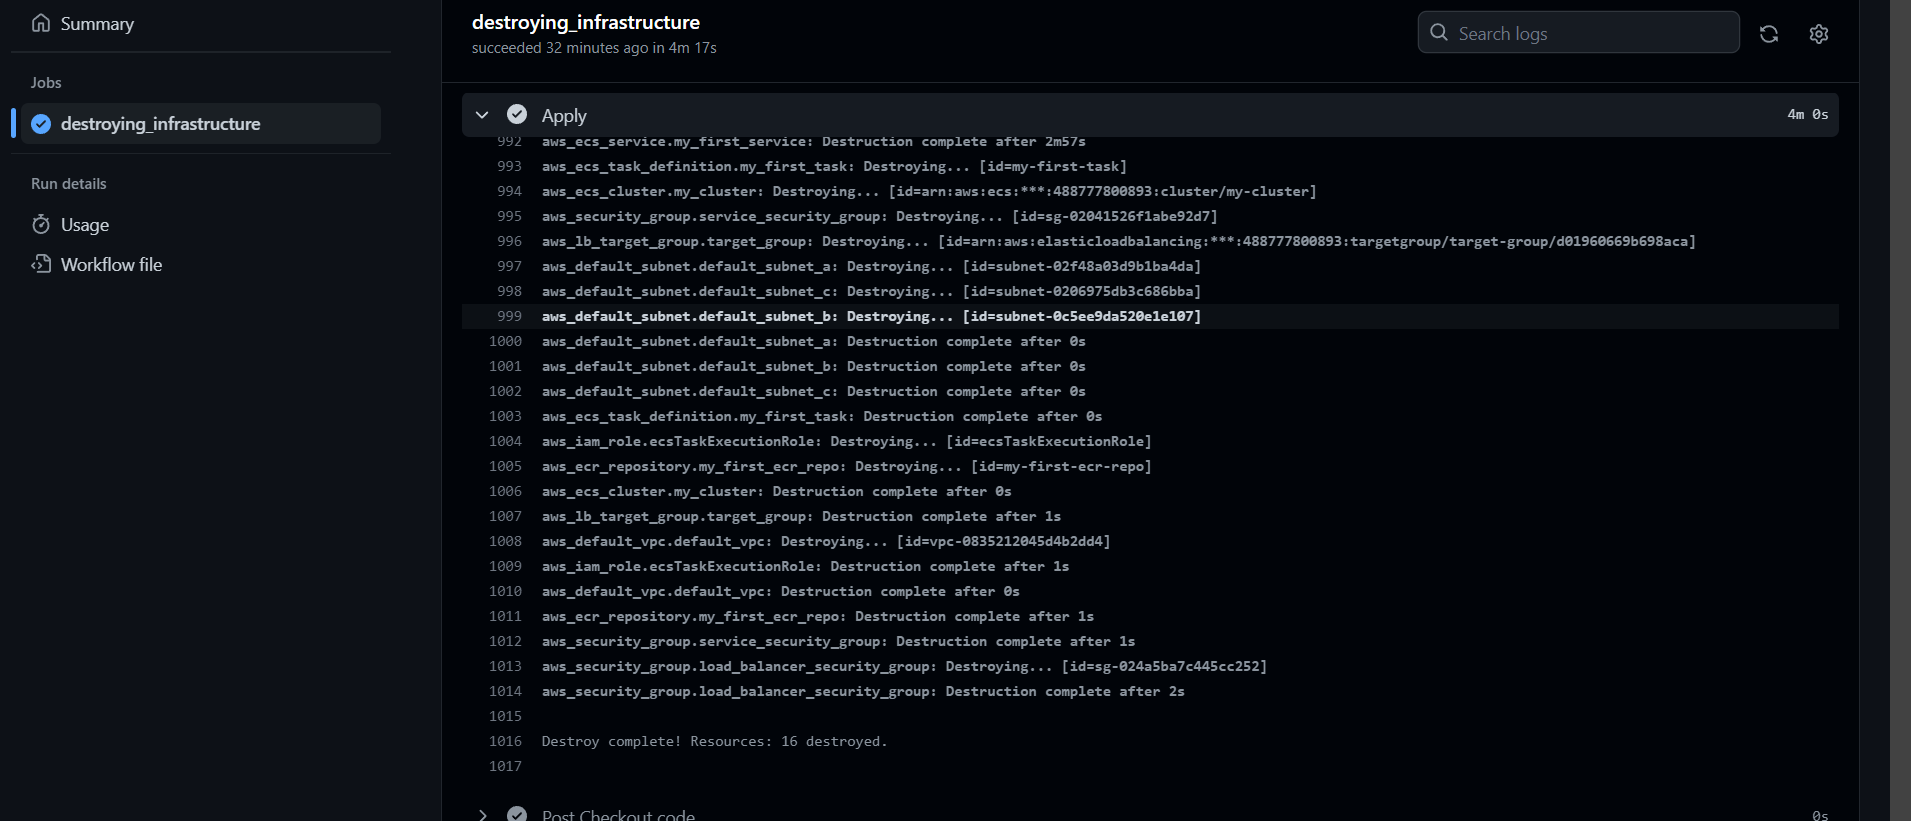 Summary
Jobs
destroying_infrastructure
Run details
Usage
Workflow file
destroying_infrastructure
succeeded 32 minutes ago in 4m 17s
Search logs
Apply 4m 0s
992 aws_ecs_service.my_first_service: Destruction complete after 2m57s
993 aws_ecs_task_definition.my_first_task: Destroying... [id=my-first-task]
994 aws_ecs_cluster.my_cluster: Destroying... [id=arn:aws:ecs:***:488777800893:cluster/my-cluster]
995 aws_security_group.service_security_group: Destroying... [id=sg-02041526f1abe92d7]
996 aws_lb_target_group.target_group: Destroying... [id=arn:aws:elasticloadbalancing:***:488777800893:targetgroup/target-group/d01960669b698aca]
997 aws_default_subnet.default_subnet_a: Destroying... [id=subnet-02f48a03d9b1ba4da]
998 aws_default_subnet.default_subnet_c: Destroying... [id=subnet-0206975db3c686bba]
999 aws_default_subnet.default_subnet_b: Destroying... [id=subnet-0c5ee9da520e1e107]
1000 aws_default_subnet.default_subnet_a: Destruction complete after 0s
1001 aws_default_subnet.default_subnet_b: Destruction complete after 0s
1002 aws_default_subnet.default_subnet_c: Destruction complete after 0s
1003 aws_ecs_task_definition.my_first_task: Destruction complete after 0s
1004 aws_iam_role.ecsTaskExecutionRole: Destroying... [id=ecsTaskExecutionRole]
1005 aws_ecr_repository.my_first_ecr_repo: Destroying... [id=my-first-ecr-repo]
1006 aws_ecs_cluster.my_cluster: Destruction complete after 0s
1007 aws_lb_target_group.target_group: Destruction complete after 1s
1008 aws_default_vpc.default_vpc: Destroying... [id=vpc-0835212045d4b2dd4]
1009 aws_iam_role.ecsTaskExecutionRole: Destruction complete after 1s
1010 aws_default_vpc.default_vpc: Destruction complete after 0s
1011 aws_ecr_repository.my_first_ecr_repo: Destruction complete after 1s
1012 aws_security_group.service_security_group: Destruction complete after 1s
1013 aws_security_group.load_balancer_security_group: Destroying... [id=sg-024a5ba7c445cc252]
1014 aws_security_group.load_balancer_security_group: Destruction complete after 2s
1015
1016 Destroy complete! Resources: 16 destroyed.
1017
Post Checkout code 0s